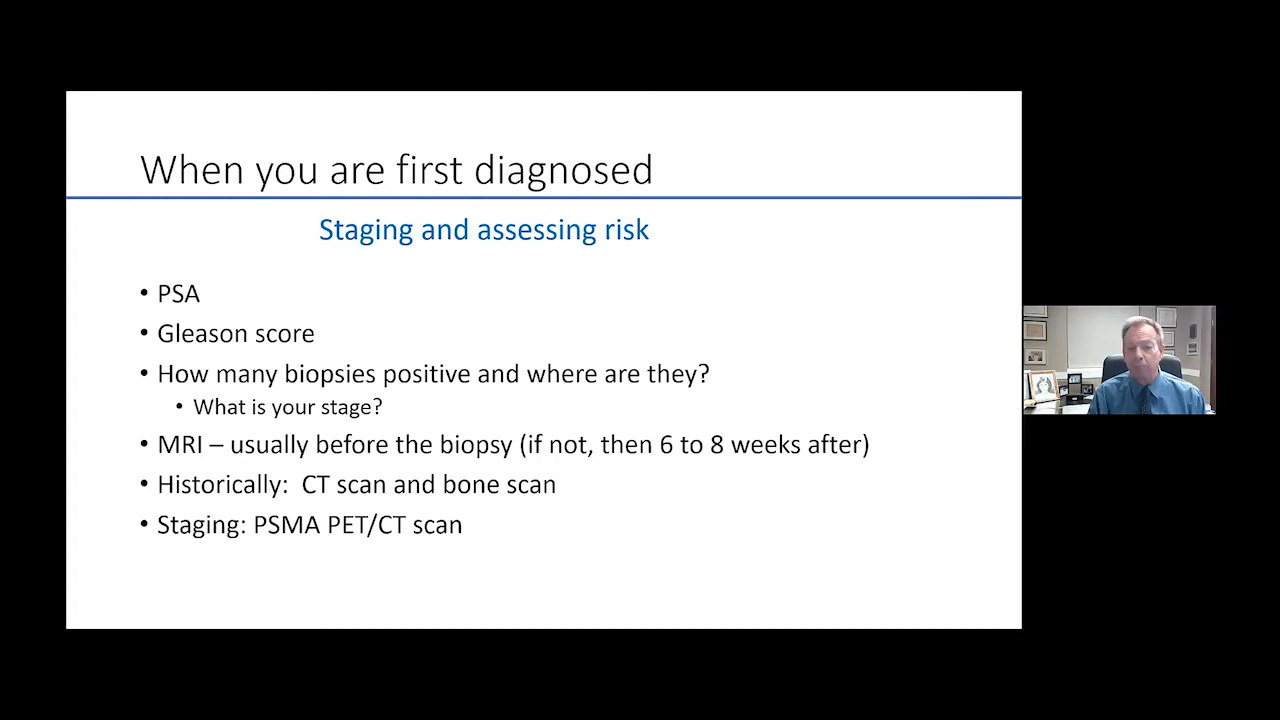 When you are first diagnosed
Staging and assessing risk
• PSA
• Gleason score
• How many biopsies positive and where are they?
• What is your stage?
• MRI – usually before the biopsy (if not, then 6 to 8 weeks after)
• Historically:  CT scan and bone scan
• Staging: PSMA PET/CT scan